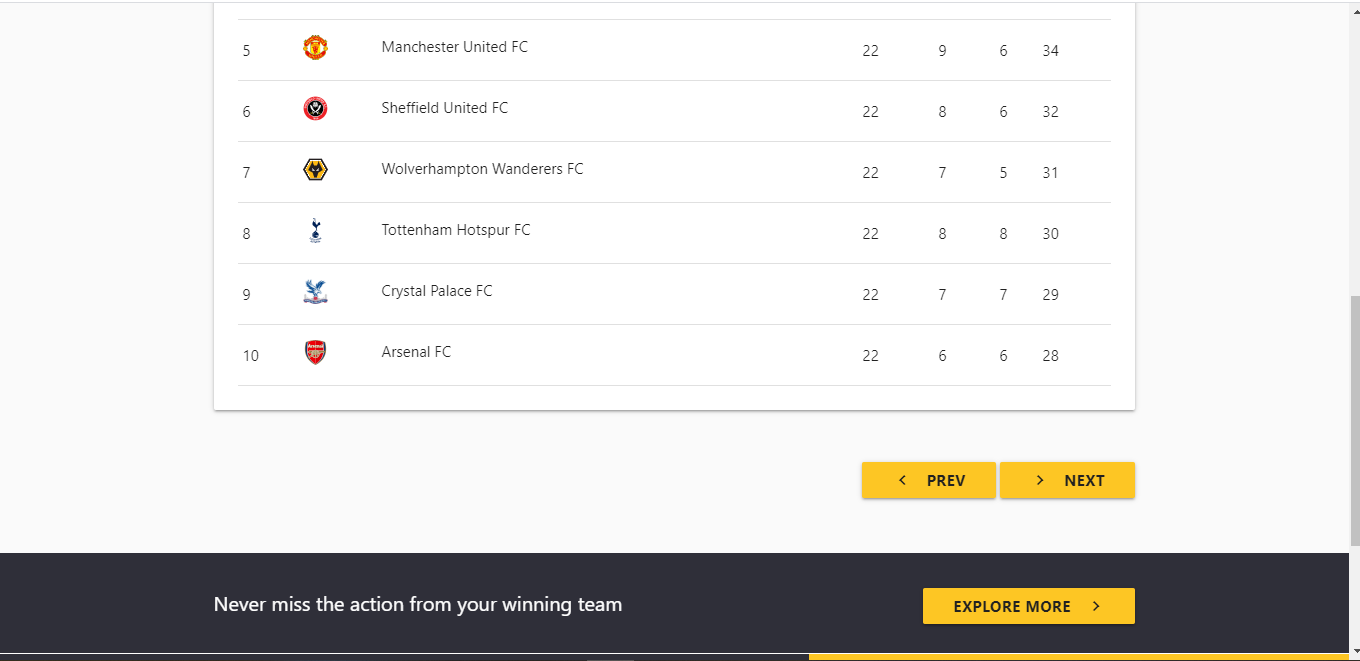 5 Manchester United FC 22 9 6 34
6 Sheffield United FC 22 8 6 32
7 Wolverhampton Wanderers FC 22 7 5 31
8 Tottenham Hotspur FC 22 8 8 30
9 Crystal Palace FC 22 7 7 29
10 Arsenal FC 22 6 6 28
PREV NEXT
Never miss the action from your winning team
EXPLORE MORE